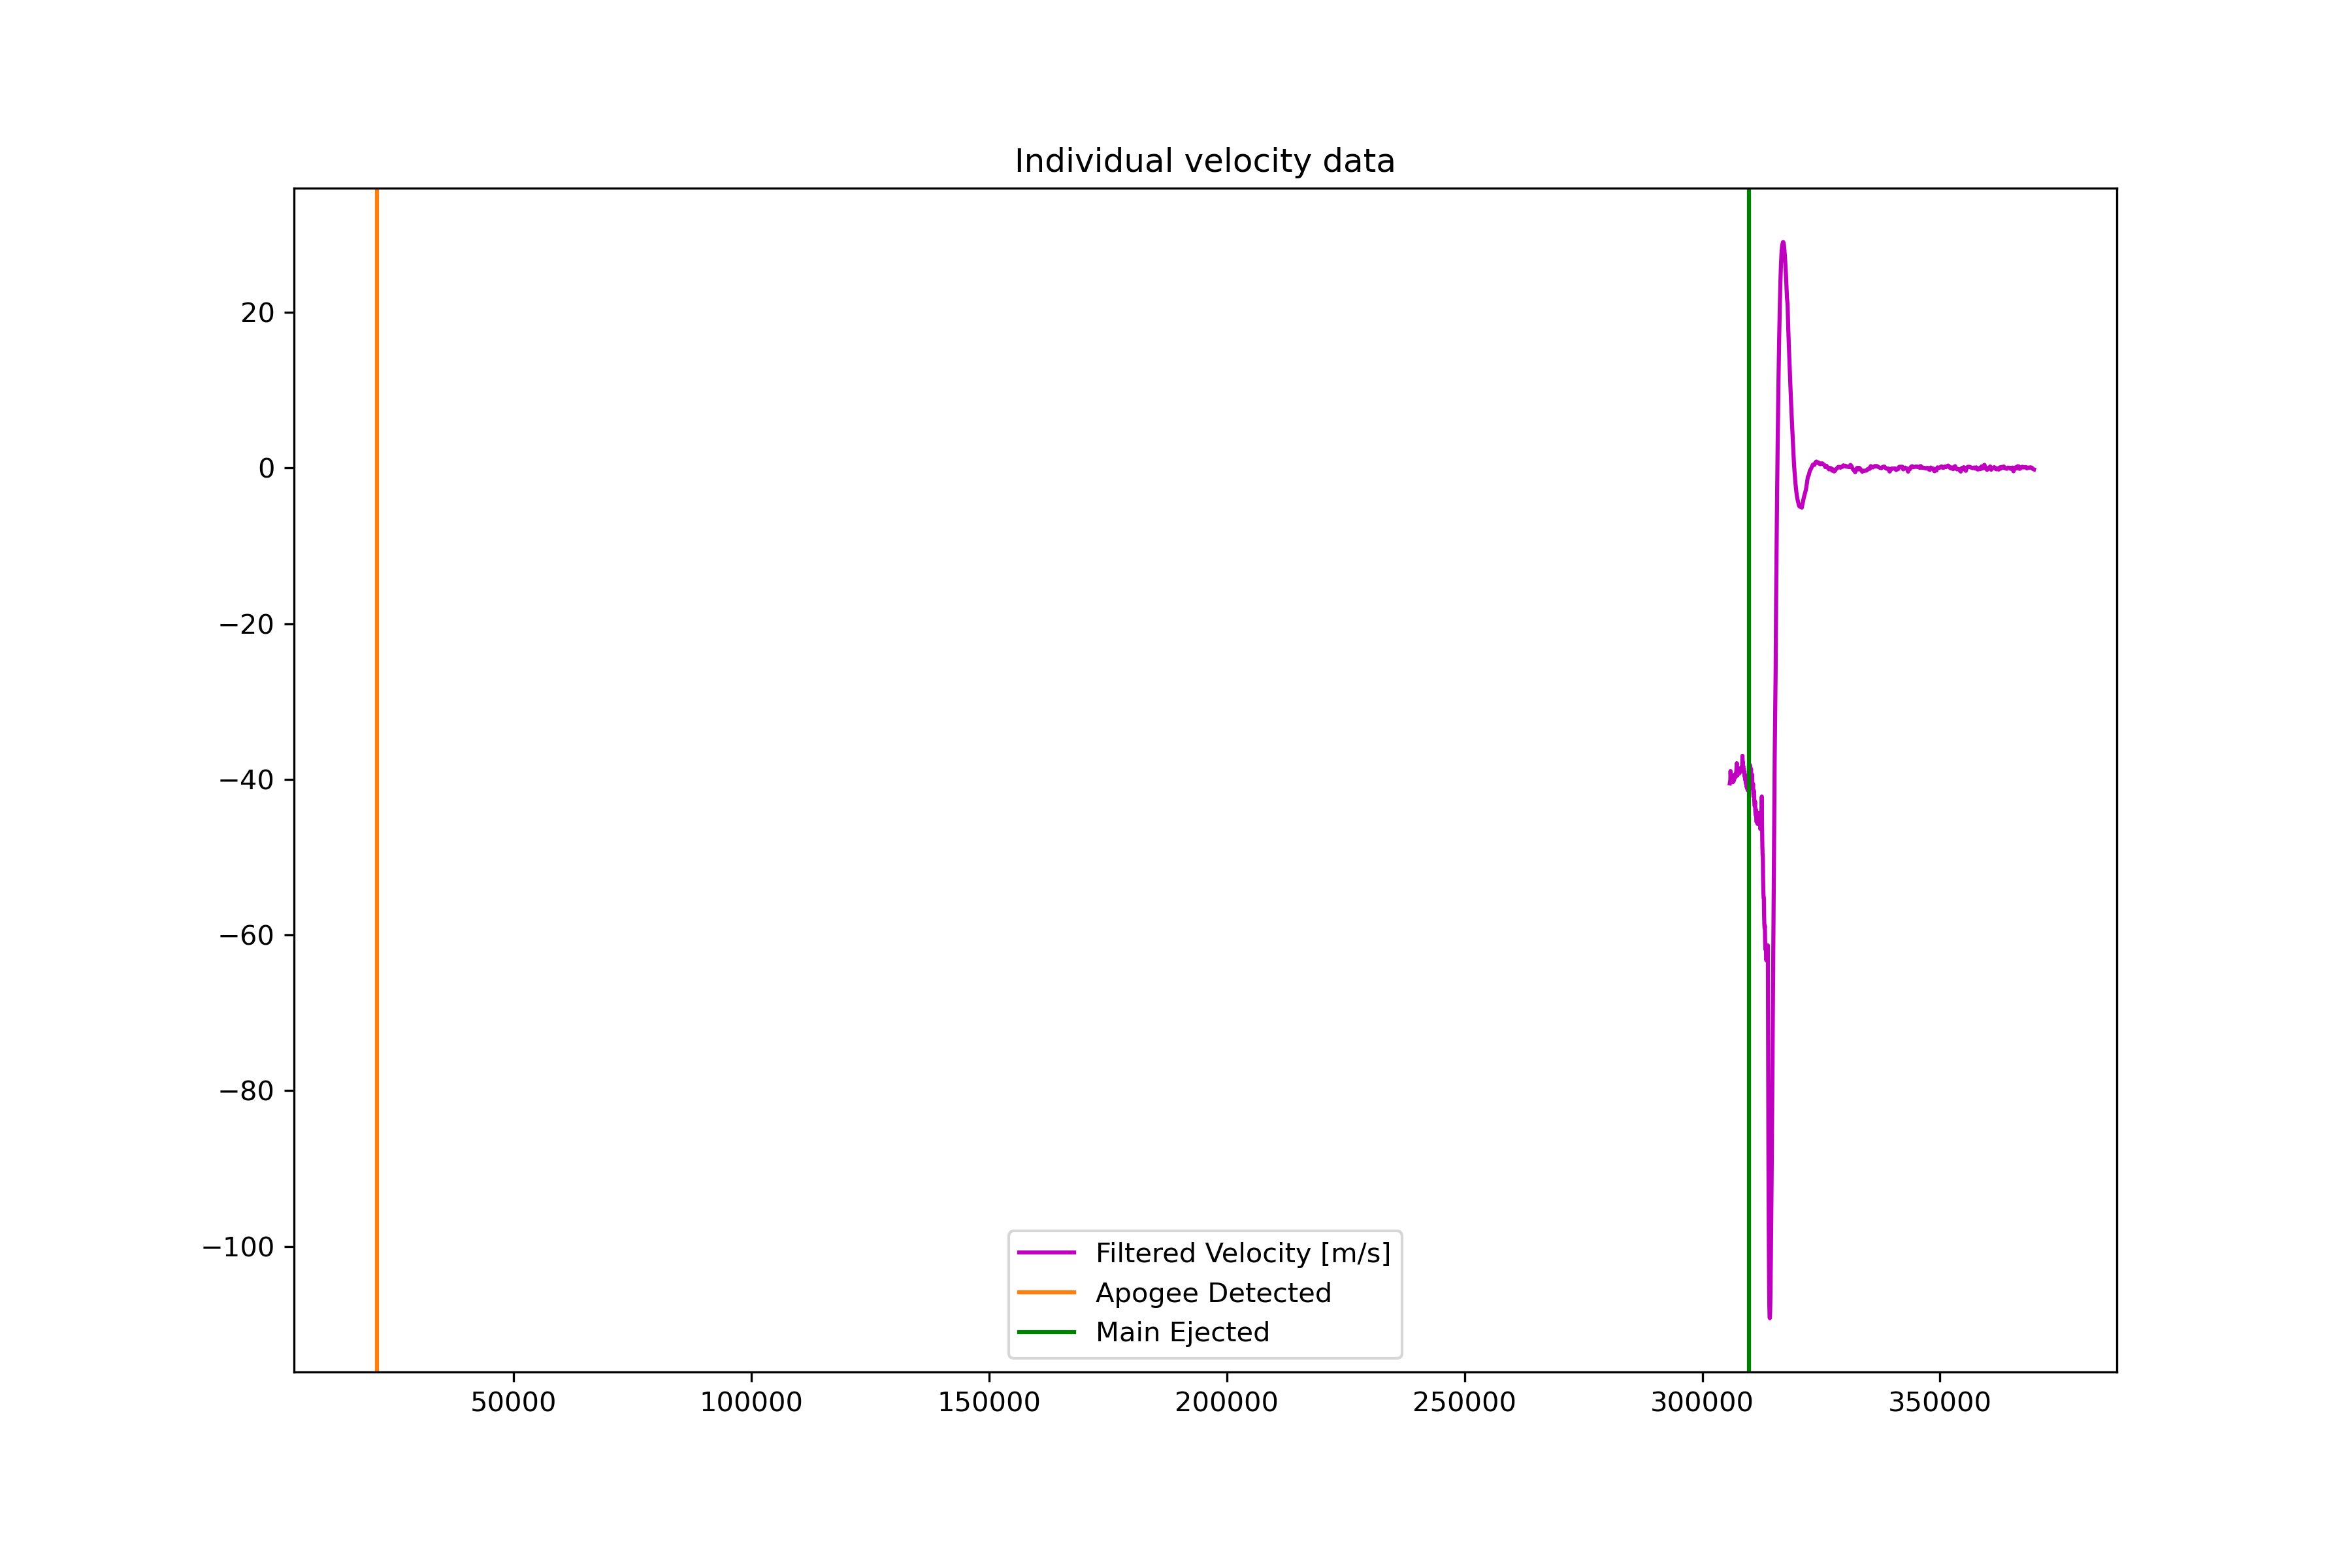 Individual velocity data
20
0
−20
−40
−60
−80
−100
Filtered Velocity [m/s]
Apogee Detected
Main Ejected
50000 100000 150000 200000 250000 300000 350000